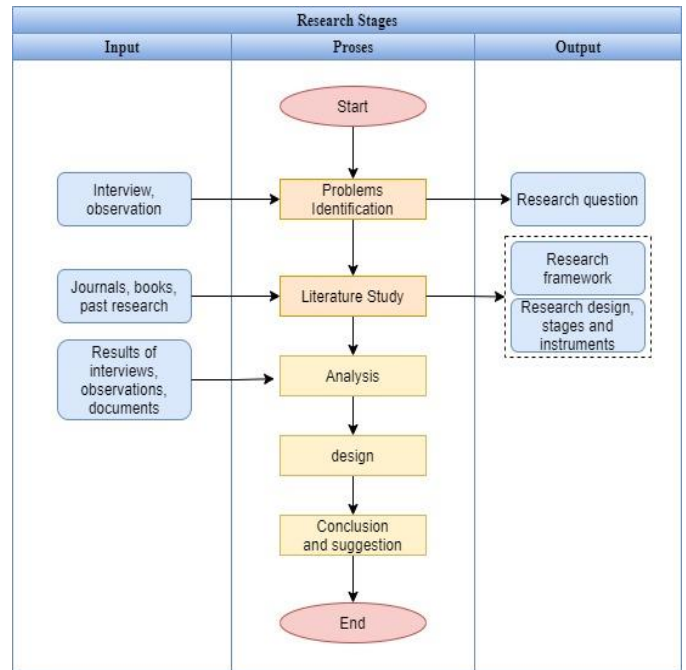 Research Stages
Input
Proses
Output
Start
Interview,
observation
Problems
Identification
Research question
Journals, books,
past research
Literature Study
Research
framework
Research design,
stages and
instruments
Results of
interviews,
observations,
documents
Analysis
design
Conclusion
and suggestion
End